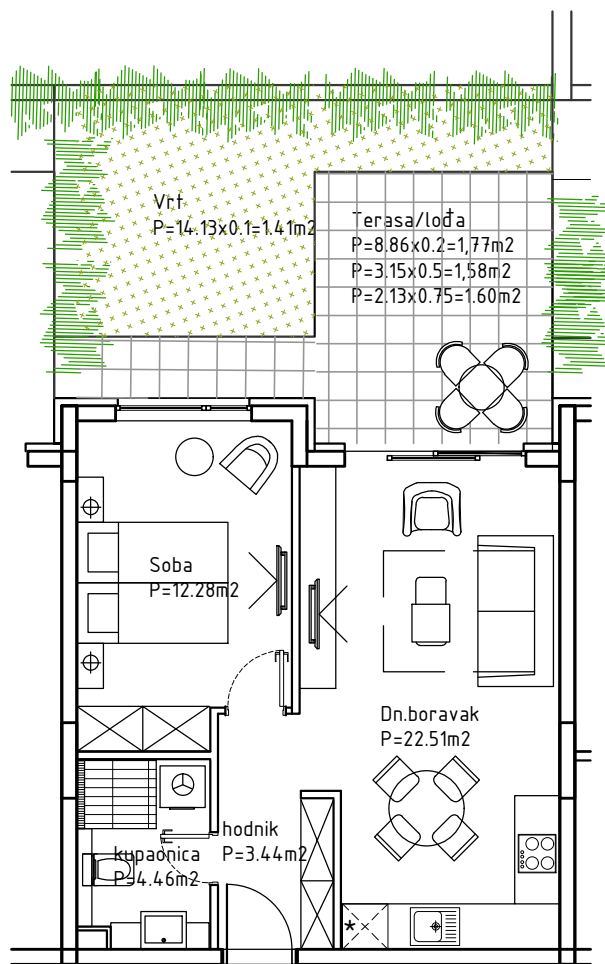 Vrt
P=14.13x0.1=1.41m2
Terasa/lođa
P=8.86x0.2=1,77m2
P=3.15x0.5=1,58m2
P=2.13x0.75=1.60m2
Soba
P=12.28m2
Dn.boravak
P=22.51m2
hodnik
P=3.44m2
kupaonica
P=4.46m2
*